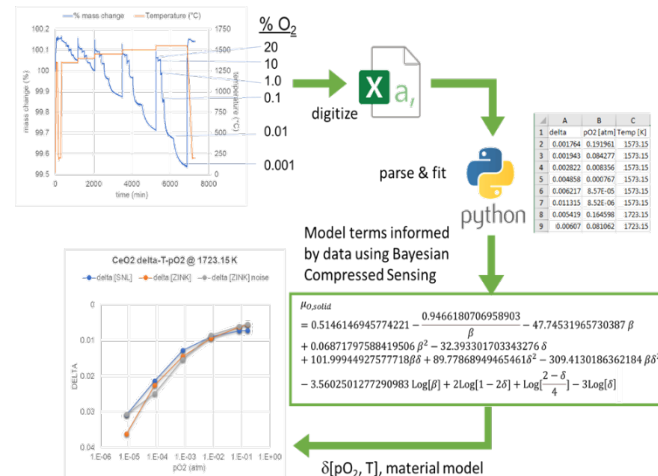 % mass change Temperature (°C)
% O₂
100.2 1750
100.1 1500
100.0 1250
99.9 1000
99.8 750
99.7 500
99.6 250
99.5 0
mass change (%)
temperature (°C)
0 2000 4000 6000 8000
time (min)
20
10
1.0
0.1
0.01
0.001
digitize
X a,
parse & fit
python
A B C
1 delta pO2 [atm] Temp [K]
2 0.001764 0.191961 1573.15
3 0.001943 0.084277 1573.15
4 0.002822 0.008356 1573.15
5 0.004858 0.000767 1573.15
6 0.006217 8.57E-05 1573.15
7 0.011315 8.52E-06 1573.15
8 0.005419 0.164598 1723.15
9 0.00607 0.081062 1723.15
Model terms informed
by data using Bayesian
Compressed Sensing
μO,solid
= 0.5146146945774221 − 0.9466180706958903/β − 47.74531965730387 β
+ 0.06871797588419506 β² − 32.393301703343276 δ
+ 101.99944927577718βδ + 89.77868949465461δ² − 309.4130186362184 βδ²
− 3.5602501277290983 Log[β] + 2Log[1 − 2δ] + Log[(2 − δ)/4] − 3Log[δ]
CeO2 delta-T-pO2 @ 1723.15 K
delta [SNL] delta [ZINK] delta [ZINK] noise
0
0.01
0.02
0.03
0.04
DELTA
1.E-06 1.E-05 1.E-04 1.E-03 1.E-02 1.E-01 1.E+00
pO2 (atm)
δ[pO₂, T], material model